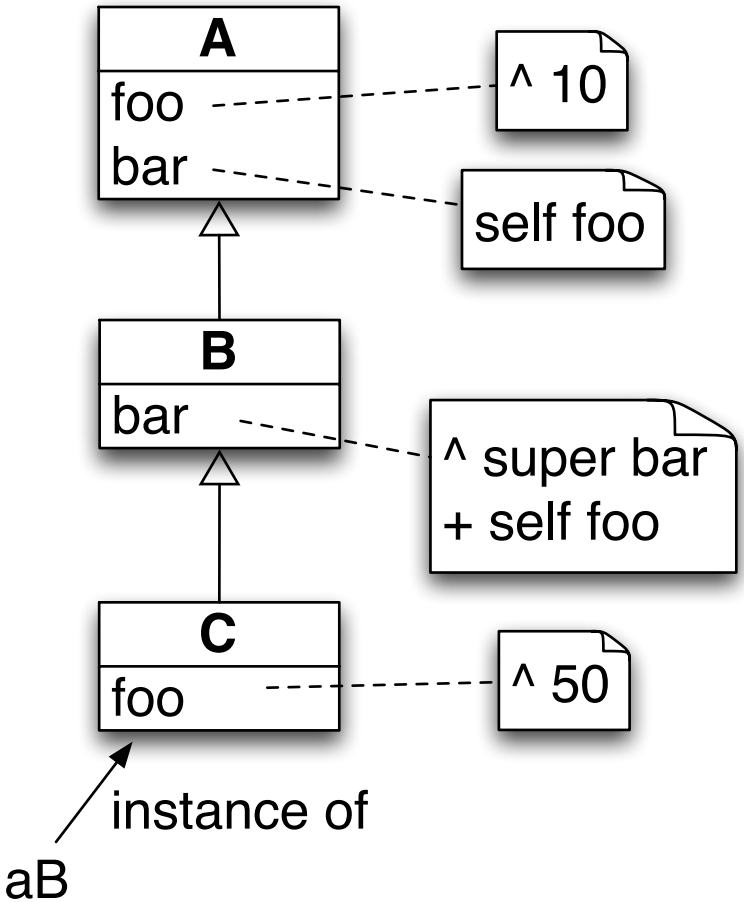 A
foo
^ 10
bar
self foo
B
bar
^ super bar
+ self foo
C
foo
^ 50
instance of
aB